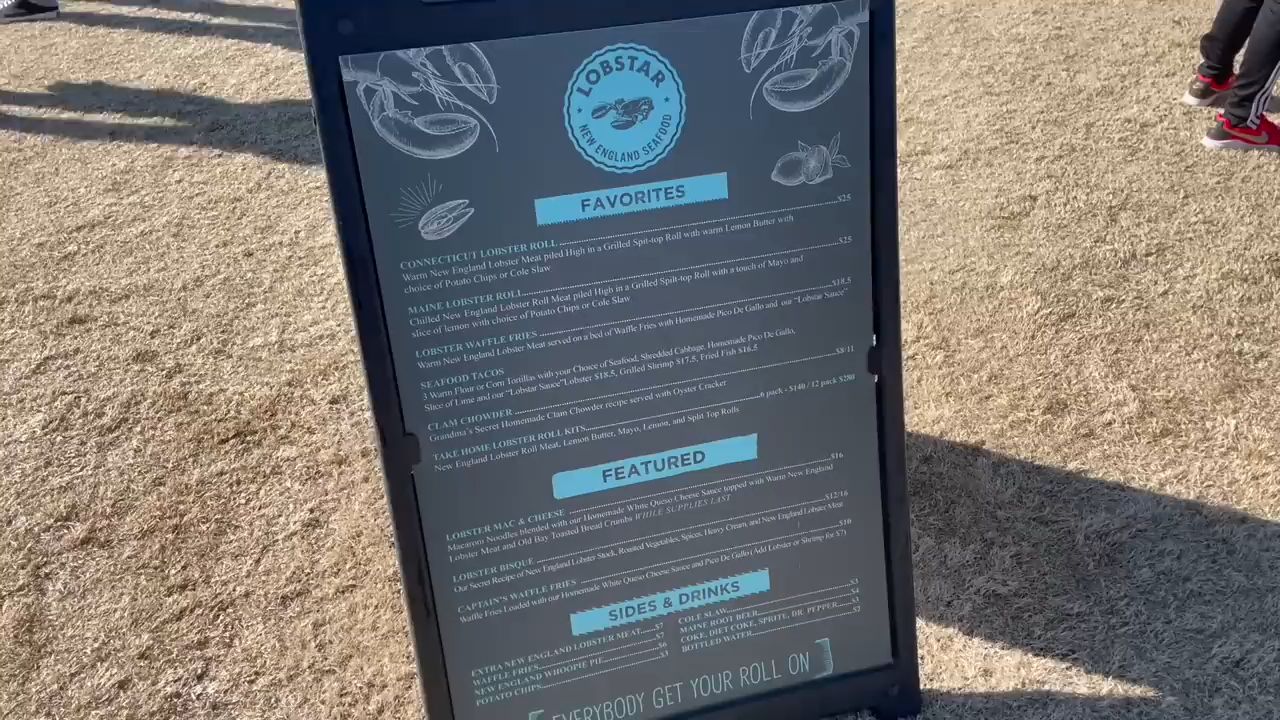 LOBSTAR
NEW ENGLAND SEAFOOD
FAVORITES
CONNECTICUT LOBSTER ROLL $25
Warm New England Lobster Meat piled High in a Grilled Spit-top Roll with warm Lemon Butter with
choice of Potato Chips or Cole Slaw
MAINE LOBSTER ROLL $25
Chilled New England Lobster Roll Meat piled High in a Grilled Spilt-top Roll with a touch of Mayo and
slice of lemon with choice of Potato Chips or Cole Slaw
LOBSTER WAFFLE FRIES $18.5
Warm New England Lobster Meat served on a bed of Waffle Fries with Homemade Pico De Gallo and our "Lobstar Sauce"
SEAFOOD TACOS
3 Warm Flour or Corn Tortillas with your Choice of Seafood, Shredded Cabbage, Homemade Pico De Gallo,
Slice of Lime and our "Lobstar Sauce"Lobster $18.5, Grilled Shrimp $17.5, Fried Fish $16.5
CLAM CHOWDER $8/11
Grandma's Secret Homemade Clam Chowder recipe served with Oyster Cracker
TAKE HOME LOBSTER ROLL KITS 6 pack - $140 / 12 pack $280
New England Lobster Roll Meat, Lemon Butter, Mayo, Lemon, and Split Top Rolls
FEATURED
LOBSTER MAC & CHEESE $16
Macaroni Noodles blended with our Homemade White Queso Cheese Sauce topped with Warm New England
Lobster Meat and Old Bay Toasted Bread Crumbs WHILE SUPPLIES LAST
LOBSTER BISQUE $12/16
Our Secret Recipe of New England Lobster Stock, Roasted Vegetables, Spices, Heavy Cream, and New England Lobster Meat
CAPTAIN'S WAFFLE FRIES $10
Waffle Fries Loaded with our Homemade White Queso Cheese Sauce and Pico De Gallo (Add Lobster or Shrimp for $7)
SIDES & DRINKS
EXTRA NEW ENGLAND LOBSTER MEAT $7
WAFFLE FRIES $7
NEW ENGLAND WHOOPIE PIE $6
POTATO CHIPS $3
COLE SLAW $3
MAINE ROOT BEER $4
COKE, DIET COKE, SPRITE, DR. PEPPER $3
BOTTLED WATER $2
EVERYBODY GET YOUR ROLL ON